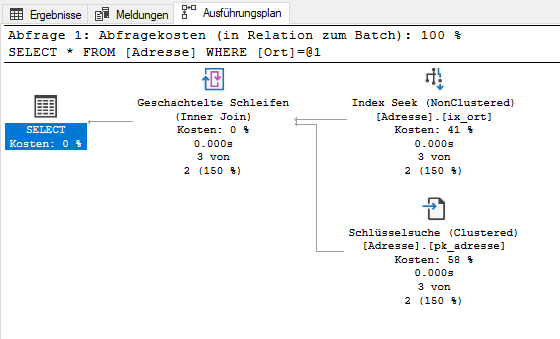 Ergebnisse Meldungen Ausführungsplan
Abfrage 1: Abfragekosten (in Relation zum Batch): 100 %
SELECT * FROM [Adresse] WHERE [Ort]=@1
SELECT
Kosten: 0 %
Geschachtelte Schleifen
(Inner Join)
Kosten: 0 %
0.000s
3 von
2 (150 %)
Index Seek (NonClustered)
[Adresse].[ix_ort]
Kosten: 41 %
0.000s
3 von
2 (150 %)
Schlüsselsuche (Clustered)
[Adresse].[pk_adresse]
Kosten: 58 %
0.000s
3 von
2 (150 %)